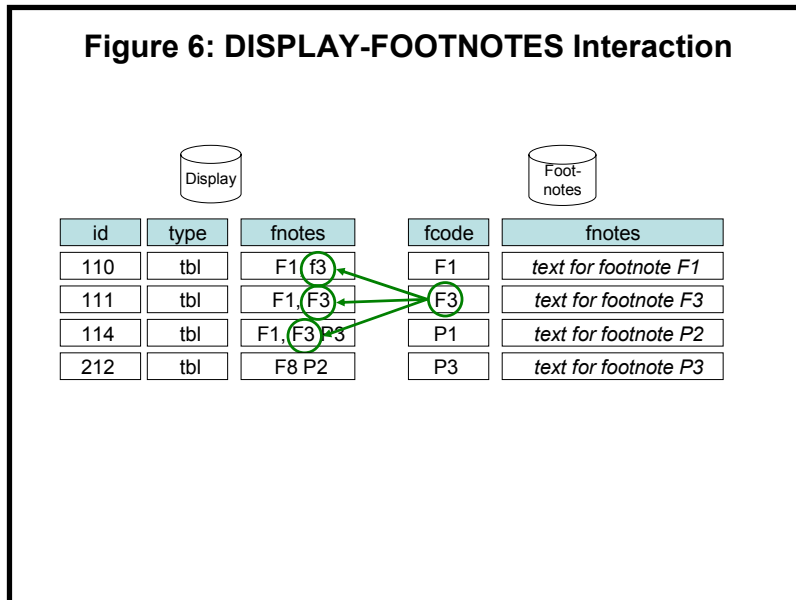 Figure 6: DISPLAY-FOOTNOTES Interaction
Display
Foot-
notes
id type fnotes fcode fnotes
110 tbl F1 f3 F1 text for footnote F1
111 tbl F1, F3 F3 text for footnote F3
114 tbl F1, F3 P3 P1 text for footnote P2
212 tbl F8 P2 P3 text for footnote P3